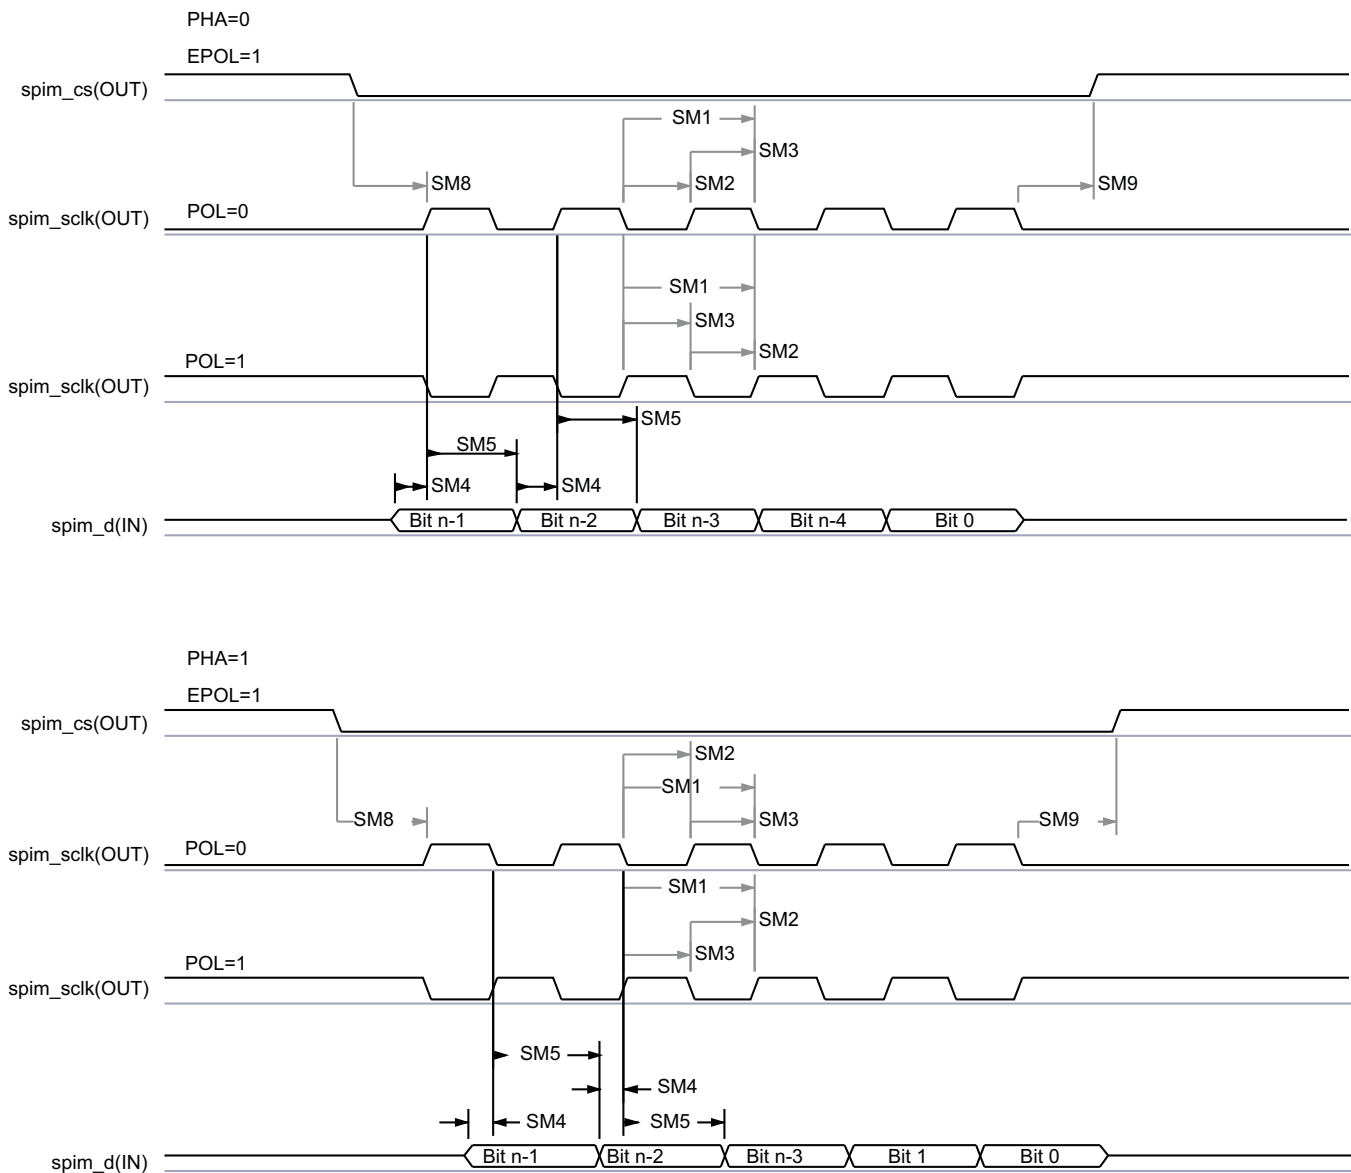 PHA=0
EPOL=1
spim_cs(OUT)
SM1
SM3
SM8
SM2
SM9
POL=0
spim_sclk(OUT)
SM1
SM3
SM2
POL=1
spim_sclk(OUT)
SM5
SM5
SM4
SM4
spim_d(IN)
Bit n-1
Bit n-2
Bit n-3
Bit n-4
Bit 0
PHA=1
EPOL=1
spim_cs(OUT)
SM2
SM1
SM8
SM3
SM9
POL=0
spim_sclk(OUT)
SM1
SM2
SM3
POL=1
spim_sclk(OUT)
SM5
SM4
SM4
SM5
spim_d(IN)
Bit n-1
Bit n-2
Bit n-3
Bit 1
Bit 0